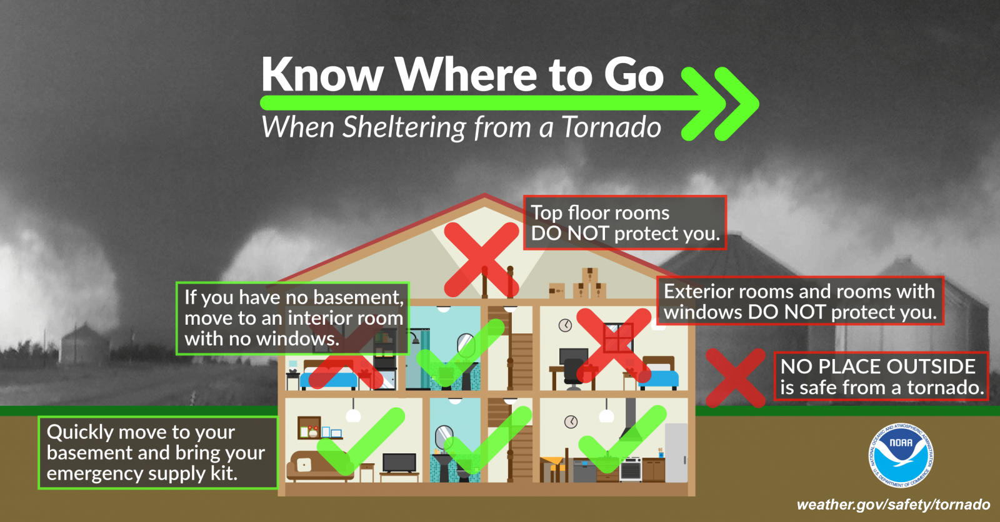 Know Where to Go
When Sheltering from a Tornado
Top floor rooms
DO NOT protect you.
If you have no basement,
move to an interior room
with no windows.
Exterior rooms and rooms with
windows DO NOT protect you.
NO PLACE OUTSIDE
is safe from a tornado.
Quickly move to your
basement and bring your
emergency supply kit.
NATIONAL OCEANIC AND ATMOSPHERIC ADMINISTRATION
NOAA
U.S. DEPARTMENT OF COMMERCE
weather.gov/safety/tornado